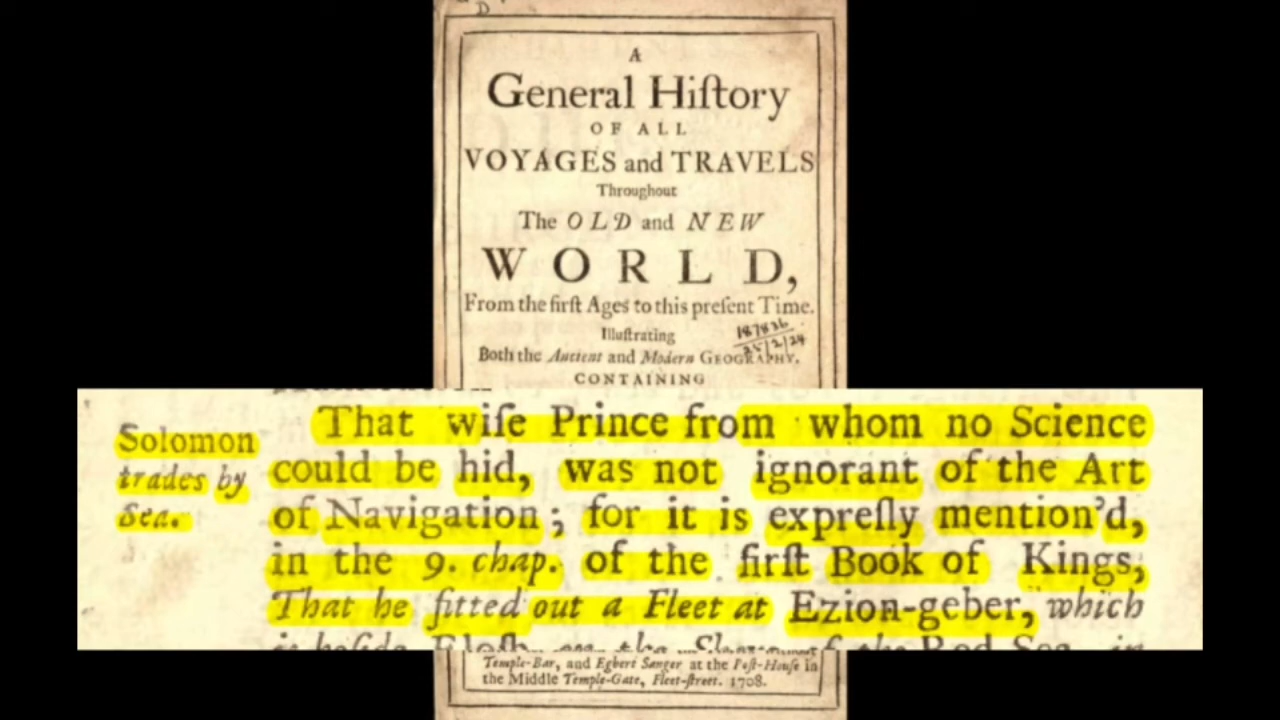 A
General Hiſtory
OF ALL
VOYAGES and TRAVELS
Throughout
The OLD and NEW
WORLD,
From the firſt Ages to this preſent Time.
Illuſtrating
Both the Ancient and Modern GEOGRAPHY.
CONTAINING
Solomon
trades by
Sea.
That wiſe Prince from whom no Science
could be hid, was not ignorant of the Art
of Navigation; for it is expreſly mention'd,
in the 9. chap. of the firſt Book of Kings,
That he fitted out a Fleet at Ezion-geber, which
Temple-Bar, and Egbert Sanger at the Poſt-Houſe in
the Middle Temple-Gate, Fleet-ſtreet. 1708.